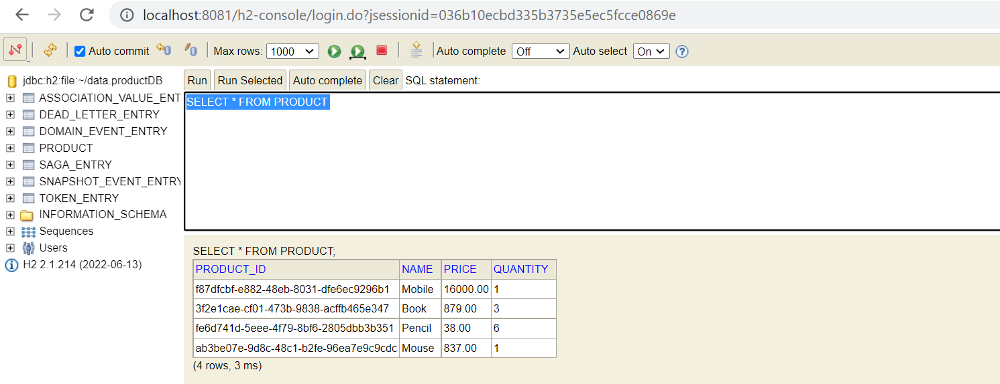 localhost:8081/h2-console/login.do?jsessionid=036b10ecbd335b3735e5ec5fcce0869e
Auto commit Max rows: 1000 Auto complete Off Auto select On ?
jdbc:h2:file:~/data.productDB
ASSOCIATION_VALUE_ENT
DEAD_LETTER_ENTRY
DOMAIN_EVENT_ENTRY
PRODUCT
SAGA_ENTRY
SNAPSHOT_EVENT_ENTRY
TOKEN_ENTRY
INFORMATION_SCHEMA
Sequences
Users
H2 2.1.214 (2022-06-13)
Run Run Selected Auto complete Clear SQL statement:
SELECT * FROM PRODUCT
SELECT * FROM PRODUCT;
PRODUCT_ID NAME PRICE QUANTITY
f87dfcbf-e882-48eb-8031-dfe6ec9296b1 Mobile 16000.00 1
3f2e1cae-cf01-473b-9838-acffb465e347 Book 879.00 3
fe6d741d-5eee-4f79-8bf6-2805dbb3b351 Pencil 38.00 6
ab3be07e-9d8c-48c1-b2fe-96ea7e9c9cdc Mouse 837.00 1
(4 rows, 3 ms)